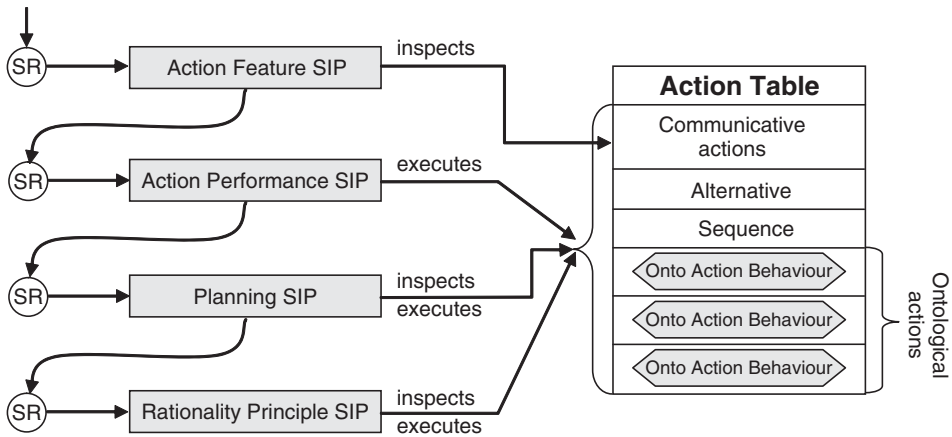 SR
Action Feature SIP
inspects
Action Table
Communicative
actions
SR
Action Performance SIP
executes
Alternative
Sequence
SR
Planning SIP
inspects
executes
Onto Action Behaviour
Onto Action Behaviour
Onto Action Behaviour
Ontological
actions
SR
Rationality Principle SIP
inspects
executes